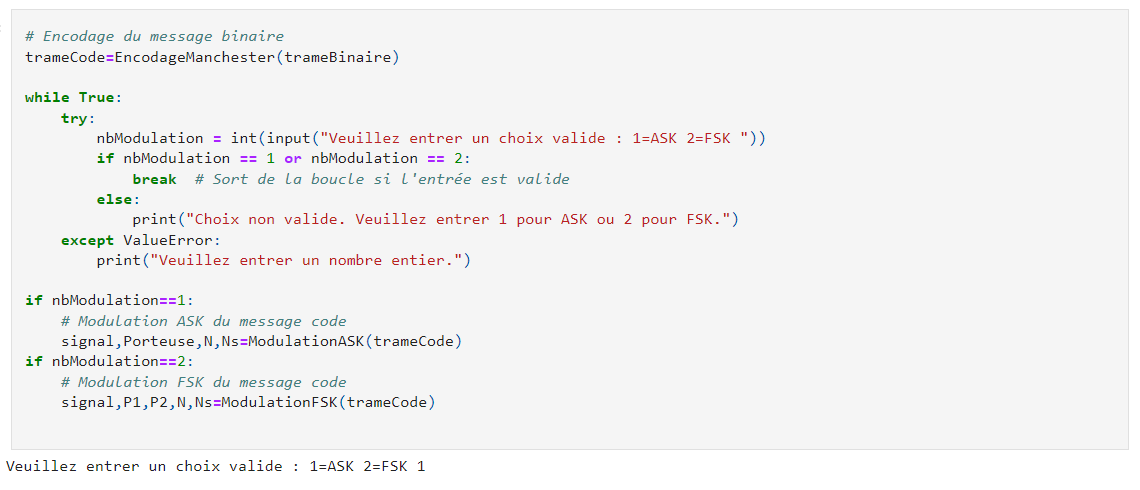 # Encodage du message binaire
trameCode=EncodageManchester(trameBinaire)
while True:
    try:
        nbModulation = int(input("Veuillez entrer un choix valide : 1=ASK 2=FSK "))
        if nbModulation == 1 or nbModulation == 2:
            break  # Sort de la boucle si l'entrée est valide
        else:
            print("Choix non valide. Veuillez entrer 1 pour ASK ou 2 pour FSK.")
    except ValueError:
        print("Veuillez entrer un nombre entier.")
if nbModulation==1:
    # Modulation ASK du message code
    signal,Porteuse,N,Ns=ModulationASK(trameCode)
if nbModulation==2:
    # Modulation FSK du message code
    signal,P1,P2,N,Ns=ModulationFSK(trameCode)
Veuillez entrer un choix valide : 1=ASK 2=FSK 1